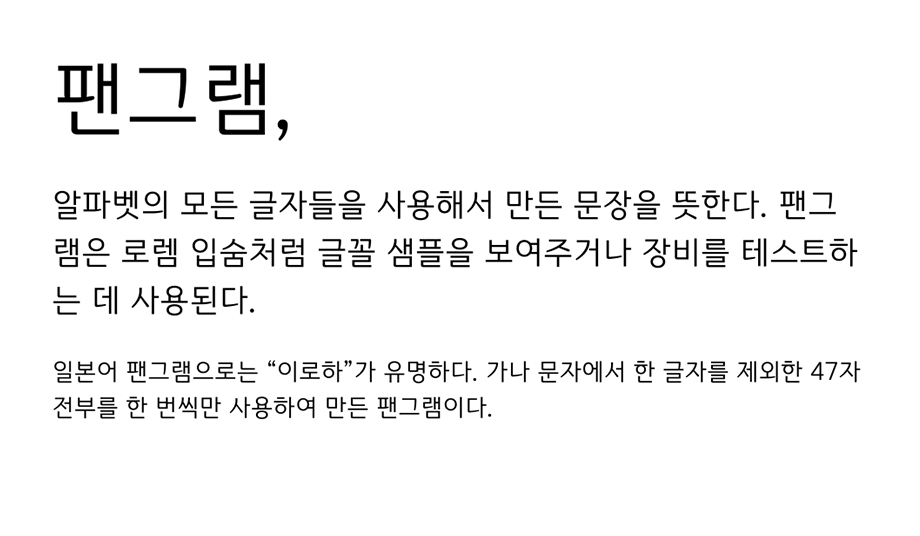 팬그램,
알파벳의 모든 글자들을 사용해서 만든 문장을 뜻한다. 팬그
램은 로렘 입숨처럼 글꼴 샘플을 보여주거나 장비를 테스트하
는 데 사용된다.
일본어 팬그램으로는 “이로하”가 유명하다. 가나 문자에서 한 글자를 제외한 47자
전부를 한 번씩만 사용하여 만든 팬그램이다.